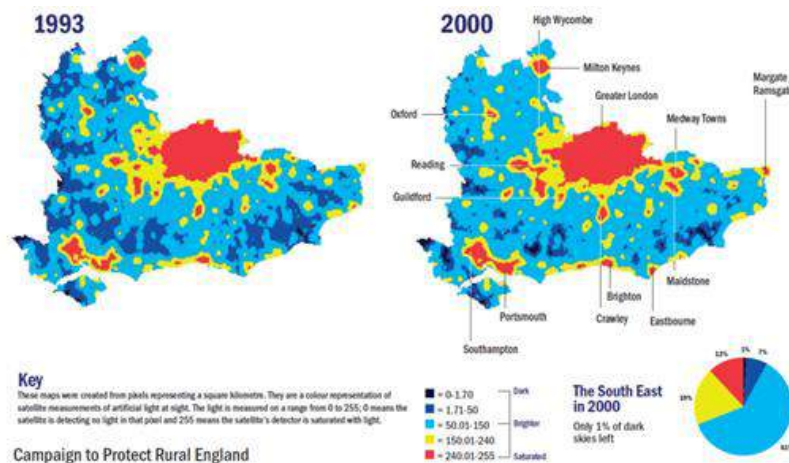 1993
2000
High Wycombe
Milton Keynes
Greater London
Margate
Ramsgat
Oxford
Medway Towns
Reading
Guildford
Maidstone
Brighton
Portsmouth
Crawley
Eastbourne
Southampton
Key
These maps were created from pixels representing a square kilometre. They are a colour representation of
satellite measurements of artificial light at night. The light is measured on a range from 0 to 255; 0 means the
satellite is detecting no light in that pixel and 255 means the satellite's detector is saturated with light.
Campaign to Protect Rural England
= 0-1.70
= 1.71-50
= 50.01-150
= 150.01-240
= 240.01-255
Dark
Brighter
Saturated
The South East
in 2000
Only 1% of dark
skies left
12%
1%
7%
19%